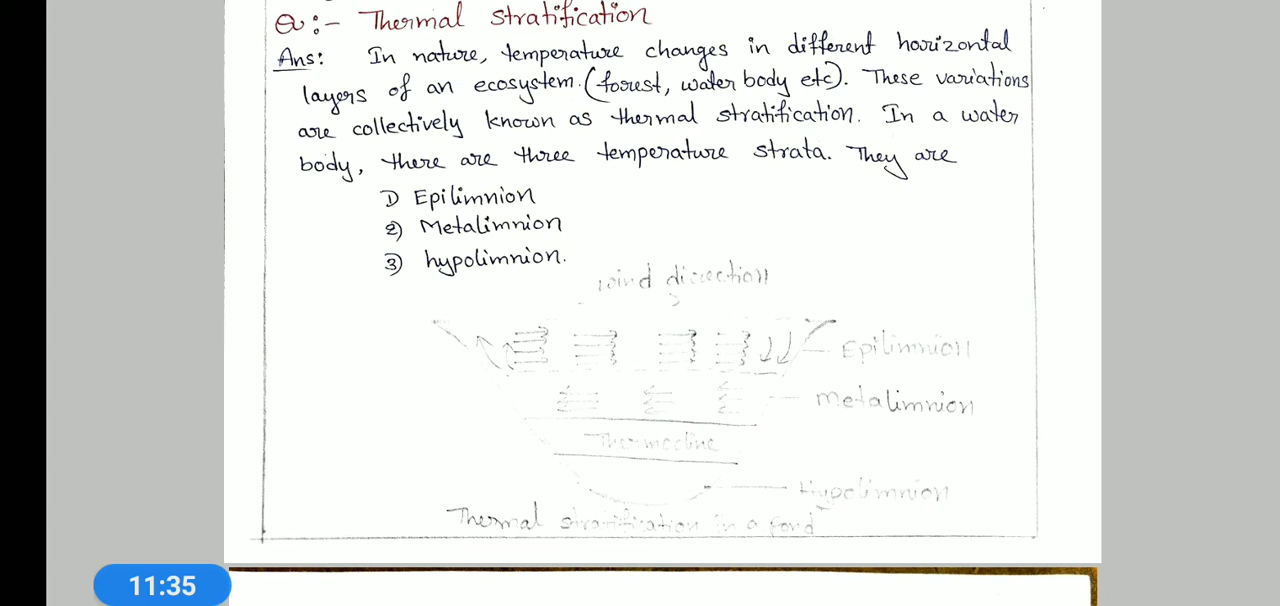 Q:- Thermal stratification
Ans: In nature, temperature changes in different horizontal
layers of an ecosystem. (forest, water body etc). These variations
are collectively known as thermal stratification. In a water
body, there are three temperature strata. They are
1) Epilimnion
2) Metalimnion
3) hypolimnion.
wind direction
Epilimnion
metalimnion
Thermocline
Hypolimnion
Thermal stratification in a Pond
11:35